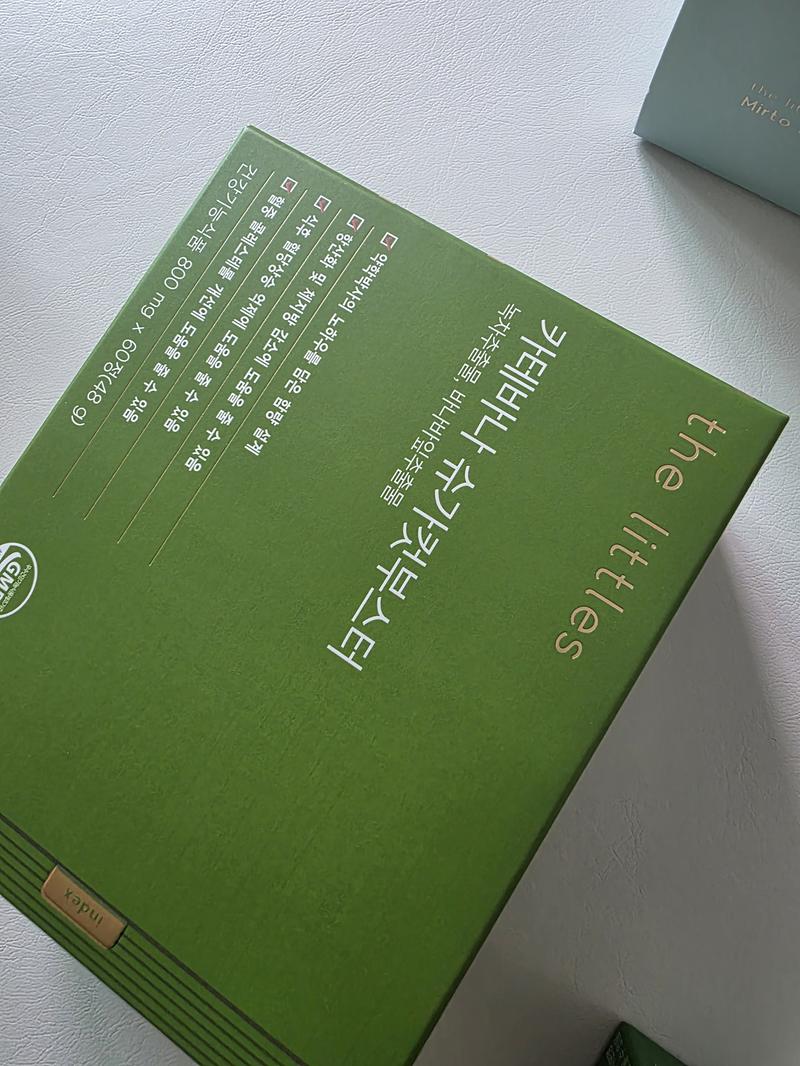 the littles
카테바나 슈가컷부스터
녹차추출물, 바나바잎추출물
약학박사의 노하우를 담은 함량 설계
항산화 및 체지방 감소에 도움을 줄 수 있음
식후 혈당상승 억제에 도움을 줄 수 있음
혈중 콜레스테롤 개선에 도움을 줄 수 있음
건강기능식품 800 mg x 60정(48 g)
index
Mirto